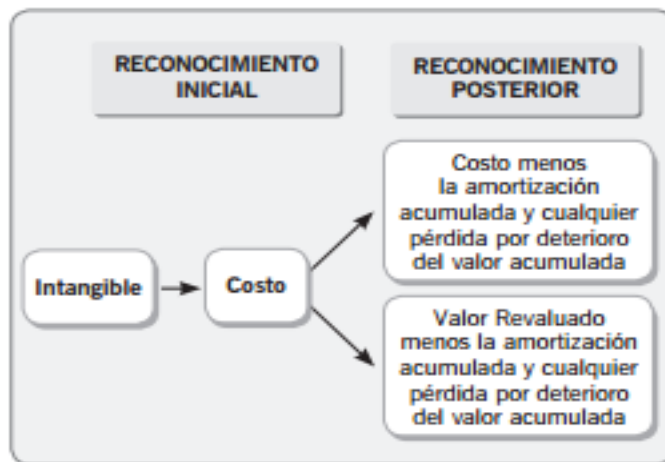 RECONOCIMIENTO
INICIAL
RECONOCIMIENTO
POSTERIOR
Intangible
Costo
Costo menos
la amortización
acumulada y cualquier
pérdida por deterioro
del valor acumulada
Valor Revaluado
menos la amortización
acumulada y cualquier
pérdida por deterioro
del valor acumulada